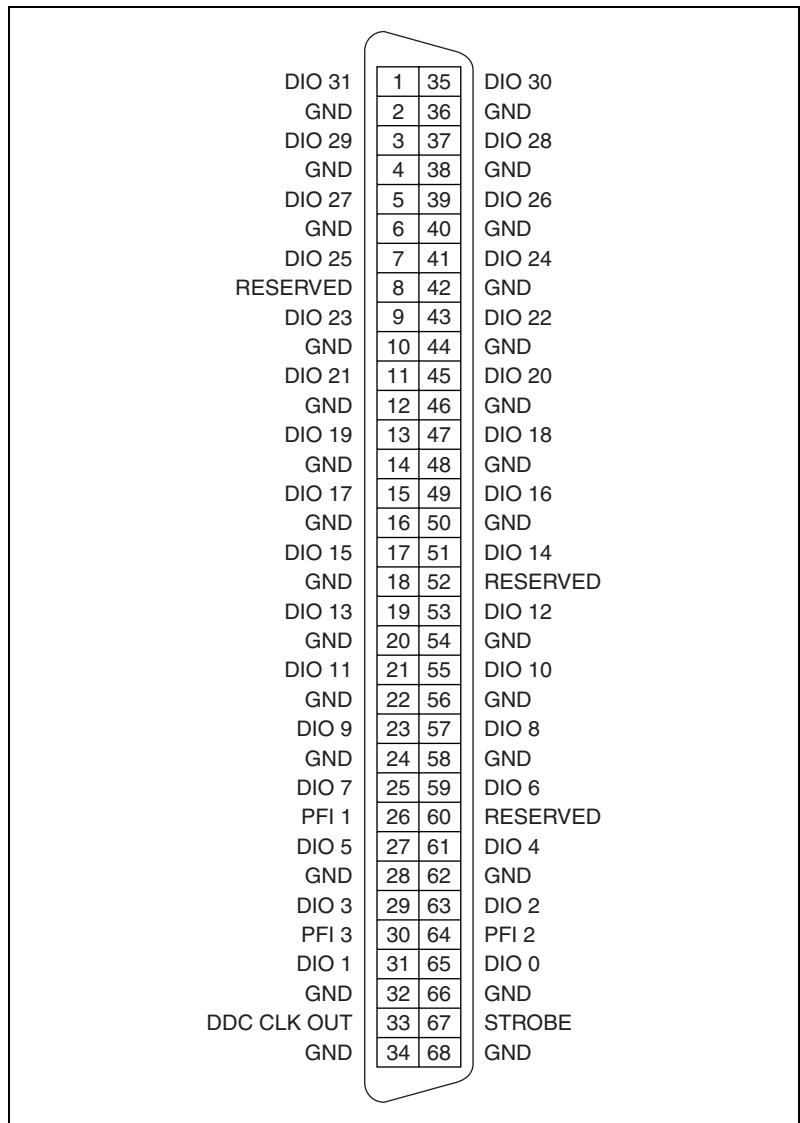 DIO 31 1 35 DIO 30
GND 2 36 GND
DIO 29 3 37 DIO 28
GND 4 38 GND
DIO 27 5 39 DIO 26
GND 6 40 GND
DIO 25 7 41 DIO 24
RESERVED 8 42 GND
DIO 23 9 43 DIO 22
GND 10 44 GND
DIO 21 11 45 DIO 20
GND 12 46 GND
DIO 19 13 47 DIO 18
GND 14 48 GND
DIO 17 15 49 DIO 16
GND 16 50 GND
DIO 15 17 51 DIO 14
GND 18 52 RESERVED
DIO 13 19 53 DIO 12
GND 20 54 GND
DIO 11 21 55 DIO 10
GND 22 56 GND
DIO 9 23 57 DIO 8
GND 24 58 GND
DIO 7 25 59 DIO 6
PFI 1 26 60 RESERVED
DIO 5 27 61 DIO 4
GND 28 62 GND
DIO 3 29 63 DIO 2
PFI 3 30 64 PFI 2
DIO 1 31 65 DIO 0
GND 32 66 GND
DDC CLK OUT 33 67 STROBE
GND 34 68 GND